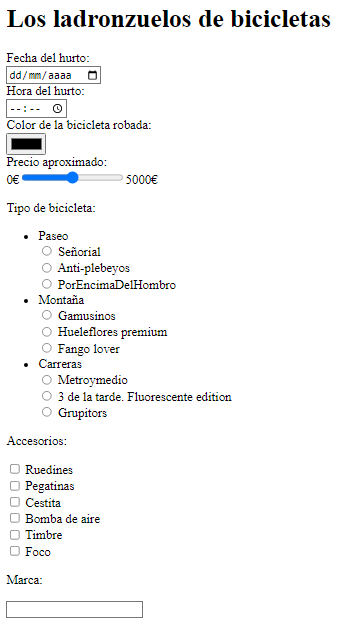 Los ladronzuelos de bicicletas
Fecha del hurto:
dd/mm/aaaa
Hora del hurto:
--:--
Color de la bicicleta robada:
Precio aproximado:
0€ 5000€
Tipo de bicicleta:
Paseo
Señorial
Anti-plebeyos
PorEncimaDelHombro
Montaña
Gamusinos
Hueleflores premium
Fango lover
Carreras
Metroymedio
3 de la tarde. Fluorescente edition
Grupitors
Accesorios:
Ruedines
Pegatinas
Cestita
Bomba de aire
Timbre
Foco
Marca: